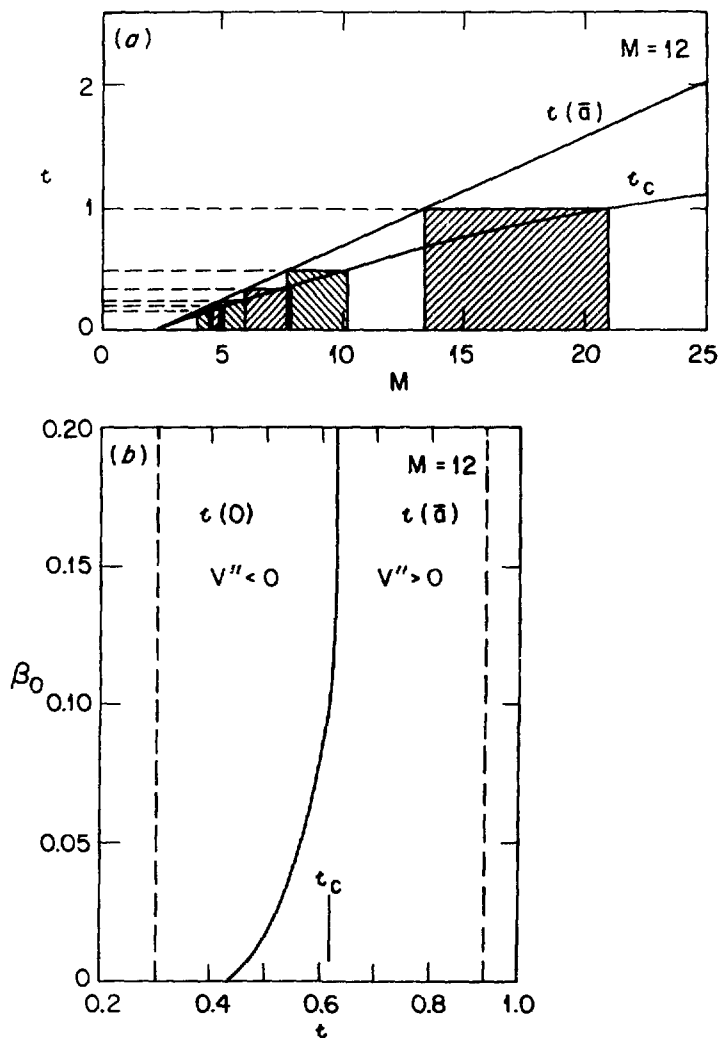 (a)
M = 12
2
t(ā)
t
t_c
1
0
0 5 10 15 20 25
M
0.20
(b)
M = 12
t(0) t(ā)
0.15
V" < 0 V" > 0
β₀
0.10
0.05
t_c
0
0.2 0.4 0.6 0.8 1.0
t